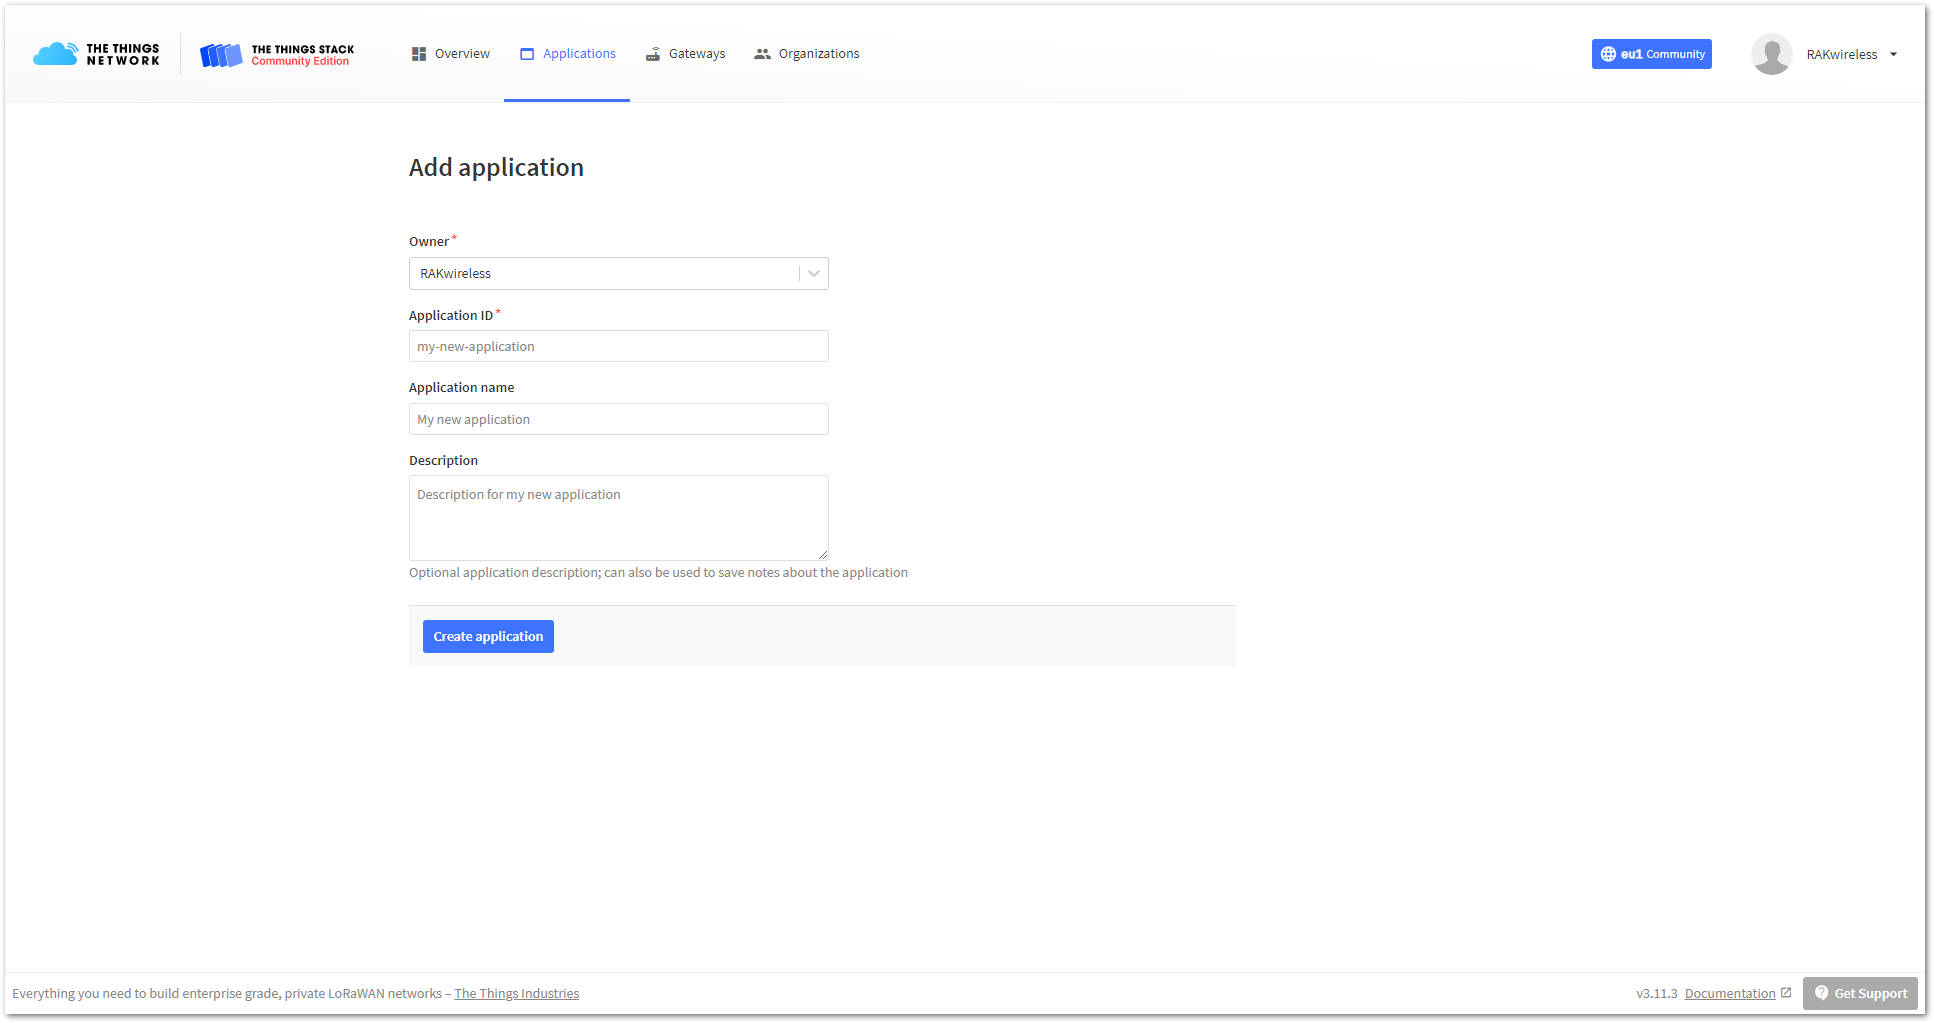 THE THINGS
NETWORK
THE THINGS STACK
Community Edition
Overview
Applications
Gateways
Organizations
eu1 Community
RAKwireless
Add application
Owner*
RAKwireless
Application ID*
my-new-application
Application name
My new application
Description
Description for my new application
Optional application description; can also be used to save notes about the application
Create application
Everything you need to build enterprise grade, private LoRaWAN networks – The Things Industries
v3.11.3
Documentation
Get Support